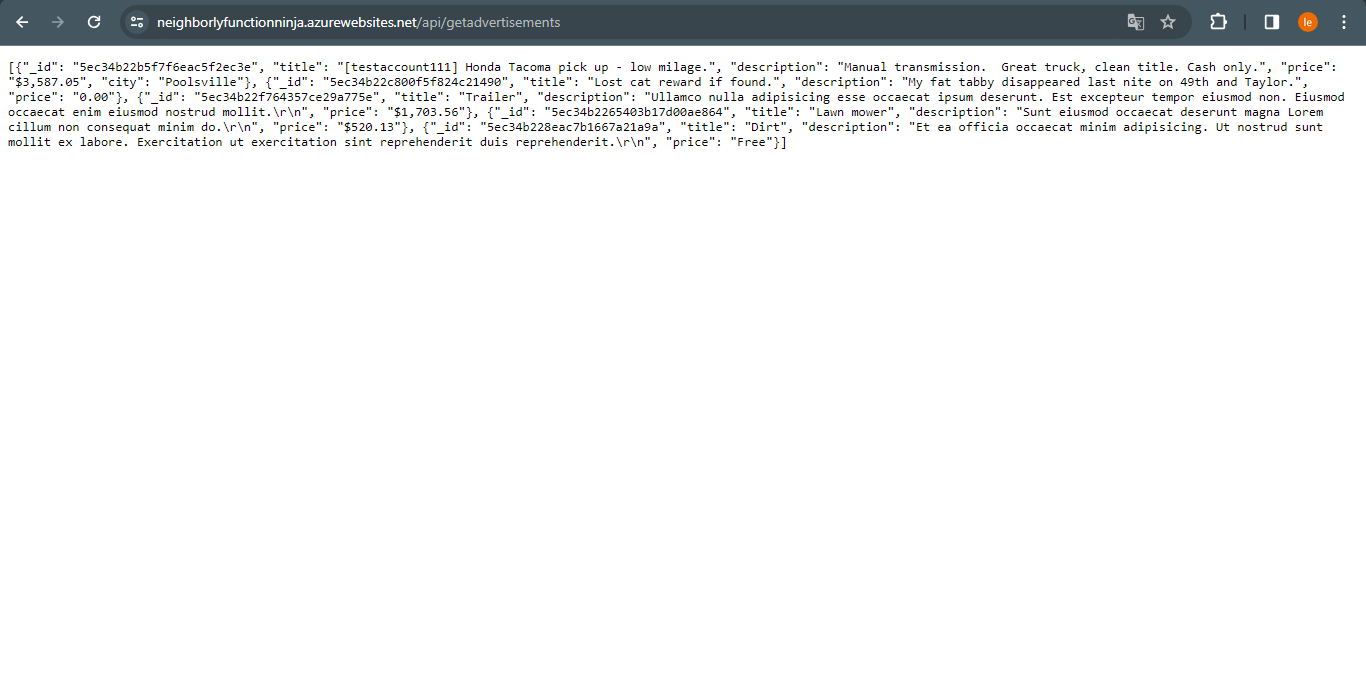 neighborlyfunctionninja.azurewebsites.net/api/getadvertisements
le
[{"_id": "5ec34b22b5f7f6eac5f2ec3e", "title": "[testaccount111] Honda Tacoma pick up - low milage.", "description": "Manual transmission.  Great truck, clean title. Cash only.", "price":
"$3,587.05", "city": "Poolsville"}, {"_id": "5ec34b22c800f5f824c21490", "title": "Lost cat reward if found.", "description": "My fat tabby disappeared last nite on 49th and Taylor.",
"price": "0.00"}, {"_id": "5ec34b22f764357ce29a775e", "title": "Trailer", "description": "Ullamco nulla adipisicing esse occaecat ipsum deserunt. Est excepteur tempor eiusmod non. Eiusmod
occaecat enim eiusmod nostrud mollit.\r\n", "price": "$1,703.56"}, {"_id": "5ec34b2265403b17d00ae864", "title": "Lawn mower", "description": "Sunt eiusmod occaecat deserunt magna Lorem
cillum non consequat minim do.\r\n", "price": "$520.13"}, {"_id": "5ec34b228eac7b1667a21a9a", "title": "Dirt", "description": "Et ea officia occaecat minim adipisicing. Ut nostrud sunt
mollit ex labore. Exercitation ut exercitation sint reprehenderit duis reprehenderit.\r\n", "price": "Free"}]